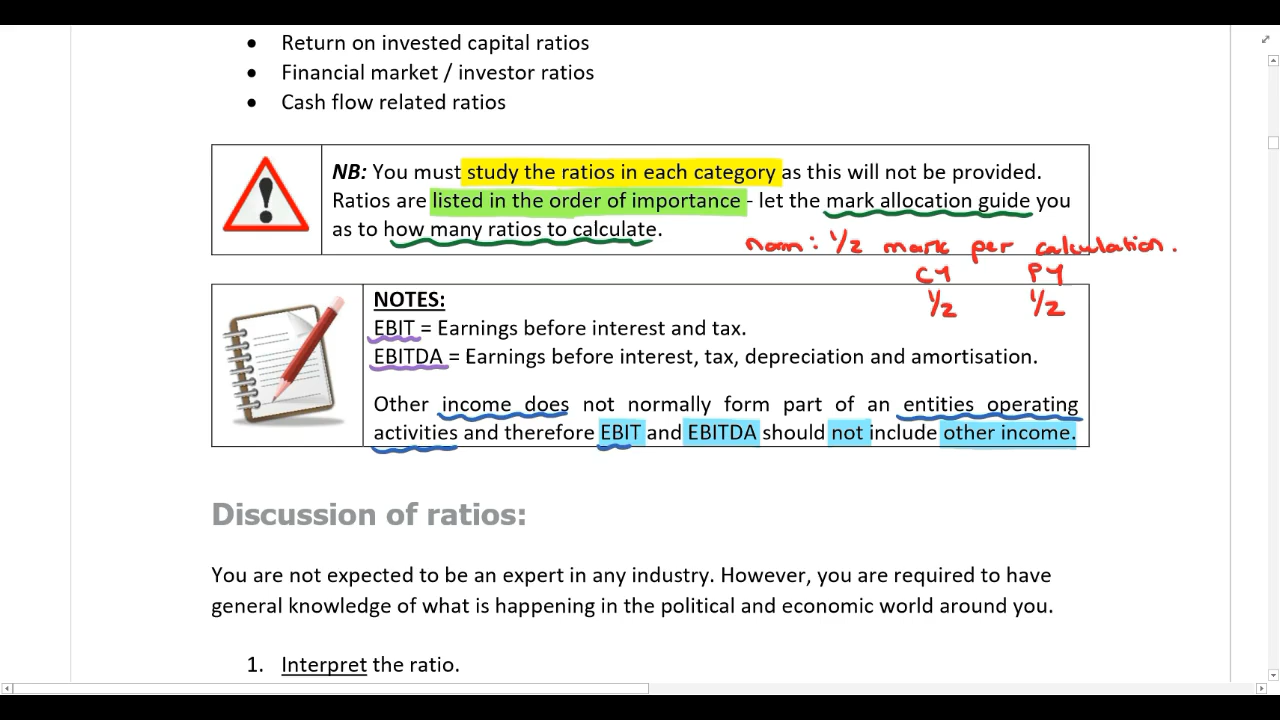 • Return on invested capital ratios
• Financial market / investor ratios
• Cash flow related ratios
NB: You must study the ratios in each category as this will not be provided.
Ratios are listed in the order of importance - let the mark allocation guide you
as to how many ratios to calculate.
norm: 1/2 mark per calculation.
CY PY
1/2 1/2
NOTES:
EBIT = Earnings before interest and tax.
EBITDA = Earnings before interest, tax, depreciation and amortisation.
Other income does not normally form part of an entities operating
activities and therefore EBIT and EBITDA should not include other income.
Discussion of ratios:
You are not expected to be an expert in any industry. However, you are required to have
general knowledge of what is happening in the political and economic world around you.
1. Interpret the ratio.